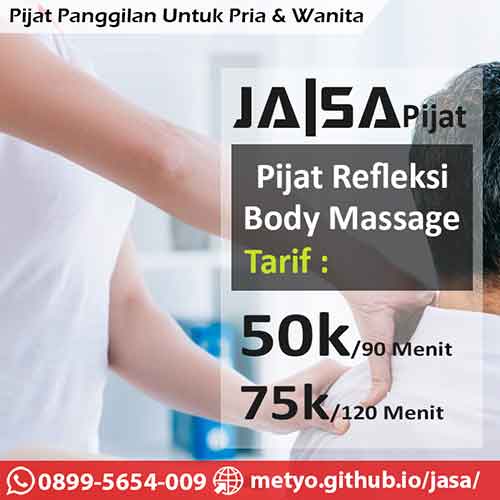 Pijat Panggilan Untuk Pria & Wanita
JA|SA Pijat
Pijat Refleksi
Body Massage
Tarif :
50k/90 Menit
75k/120 Menit
0899-5654-009 metyo.github.io/jasa/